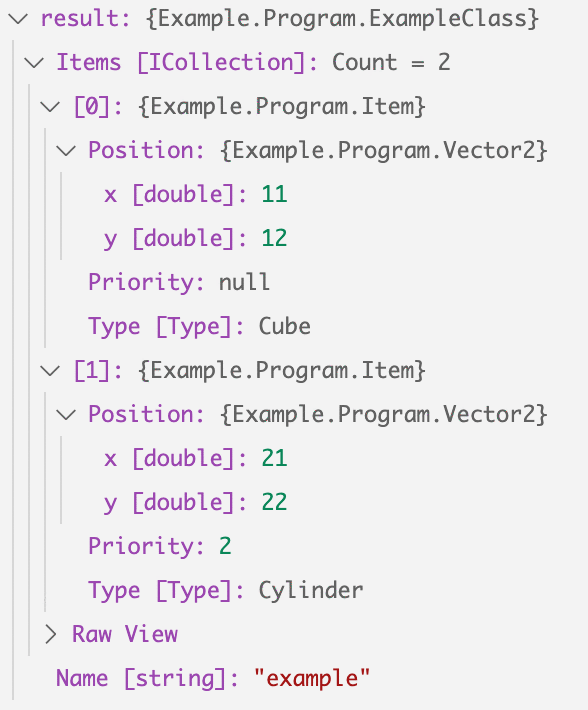 result: {Example.Program.ExampleClass}
Items [ICollection]: Count = 2
[0]: {Example.Program.Item}
Position: {Example.Program.Vector2}
x [double]: 11
y [double]: 12
Priority: null
Type [Type]: Cube
[1]: {Example.Program.Item}
Position: {Example.Program.Vector2}
x [double]: 21
y [double]: 22
Priority: 2
Type [Type]: Cylinder
Raw View
Name [string]: "example"